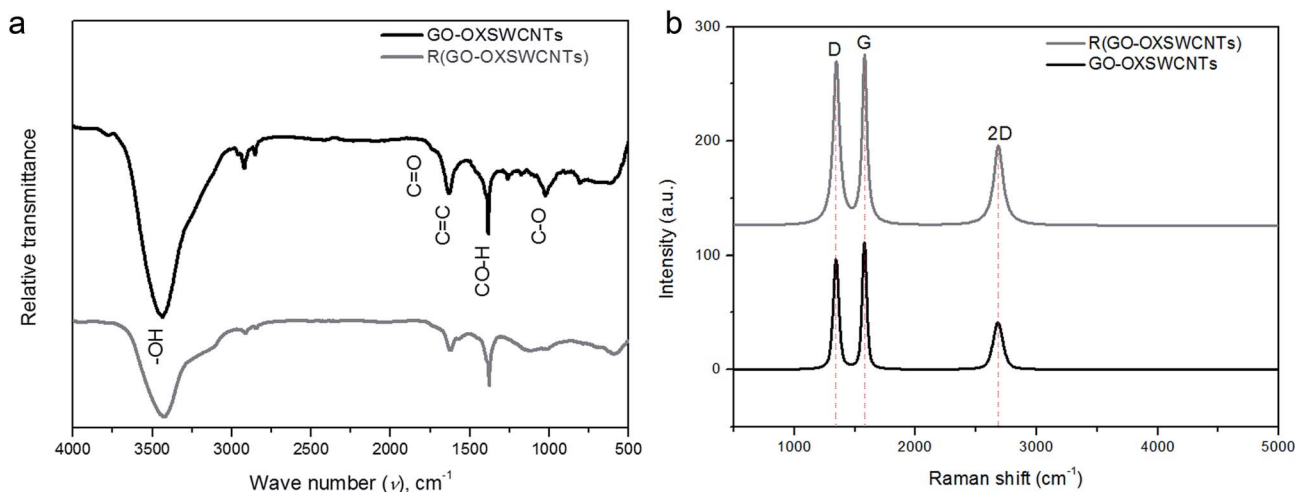 a
GO-OXSWCNTs
R(GO-OXSWCNTs)
Relative transmittance
-OH
C=O
C=C
CO-H
C-O
4000 3500 3000 2500 2000 1500 1000 500
Wave number (ν), cm-1
b
300
200
100
0
Intensity (a.u.)
R(GO-OXSWCNTs)
GO-OXSWCNTs
D
G
2D
1000 2000 3000 4000 5000
Raman shift (cm-1)